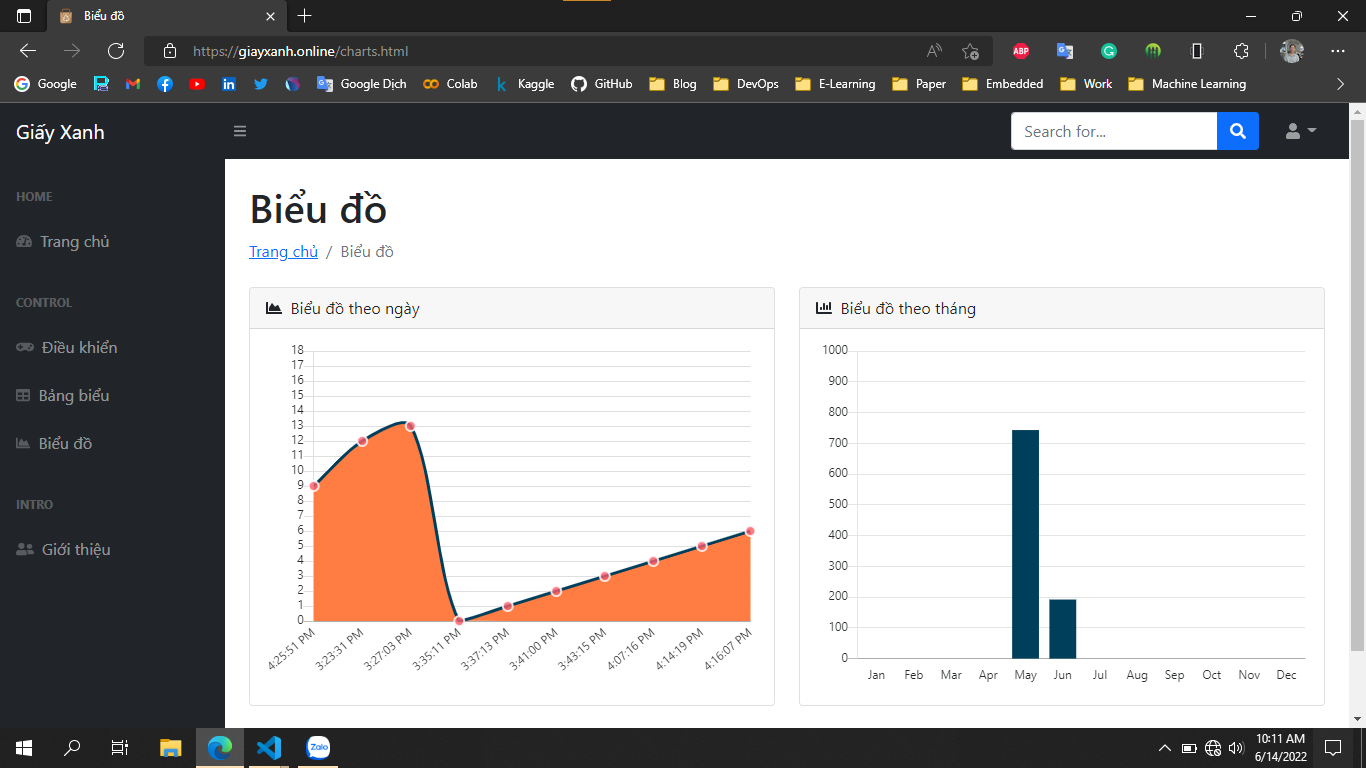 Biểu đồ
https://giayxanh.online/charts.html
ABP
Google
Google Dịch
Colab
Kaggle
GitHub
Blog
DevOps
E-Learning
Paper
Embedded
Work
Machine Learning
Giấy Xanh
Search for...
HOME
Trang chủ
CONTROL
Điều khiển
Bảng biểu
Biểu đồ
INTRO
Giới thiệu
Biểu đồ
Trang chủ / Biểu đồ
Biểu đồ theo ngày
18
17
16
15
14
13
12
11
10
9
8
7
6
5
4
3
2
1
0
4:25:51 PM
3:23:31 PM
3:27:03 PM
3:35:11 PM
3:37:13 PM
3:41:00 PM
3:43:15 PM
4:07:16 PM
4:14:19 PM
4:16:07 PM
Biểu đồ theo tháng
1000
900
800
700
600
500
400
300
200
100
0
Jan Feb Mar Apr May Jun Jul Aug Sep Oct Nov Dec
Zalo
10:11 AM
6/14/2022